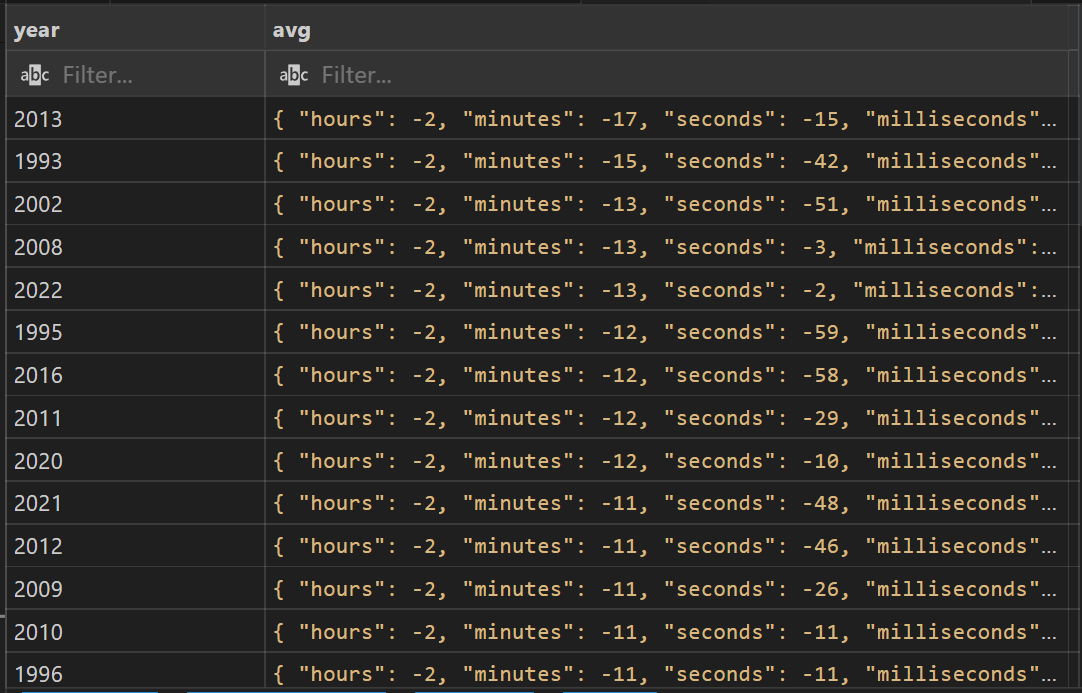 year avg
abc Filter... abc Filter...
2013 { "hours": -2, "minutes": -17, "seconds": -15, "milliseconds"...
1993 { "hours": -2, "minutes": -15, "seconds": -42, "milliseconds"...
2002 { "hours": -2, "minutes": -13, "seconds": -51, "milliseconds"...
2008 { "hours": -2, "minutes": -13, "seconds": -3, "milliseconds":...
2022 { "hours": -2, "minutes": -13, "seconds": -2, "milliseconds":...
1995 { "hours": -2, "minutes": -12, "seconds": -59, "milliseconds"...
2016 { "hours": -2, "minutes": -12, "seconds": -58, "milliseconds"...
2011 { "hours": -2, "minutes": -12, "seconds": -29, "milliseconds"...
2020 { "hours": -2, "minutes": -12, "seconds": -10, "milliseconds"...
2021 { "hours": -2, "minutes": -11, "seconds": -48, "milliseconds"...
2012 { "hours": -2, "minutes": -11, "seconds": -46, "milliseconds"...
2009 { "hours": -2, "minutes": -11, "seconds": -26, "milliseconds"...
2010 { "hours": -2, "minutes": -11, "seconds": -11, "milliseconds"...
1996 { "hours": -2, "minutes": -11, "seconds": -11, "milliseconds"...